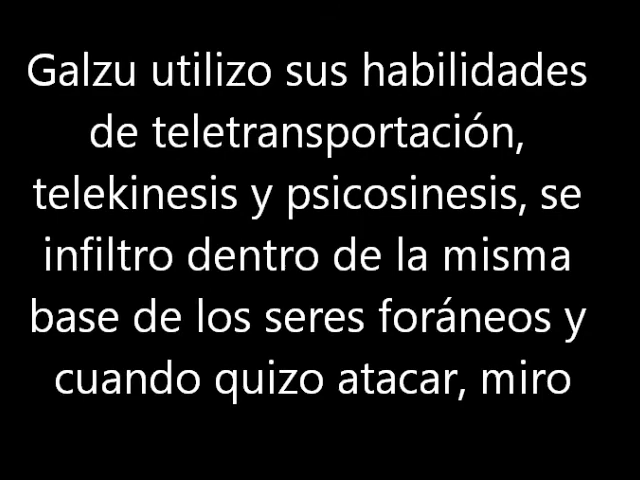 Galzu utilizo sus habilidades
de teletransportación,
telekinesis y psicosinesis, se
infiltro dentro de la misma
base de los seres foráneos y
cuando quizo atacar, miro